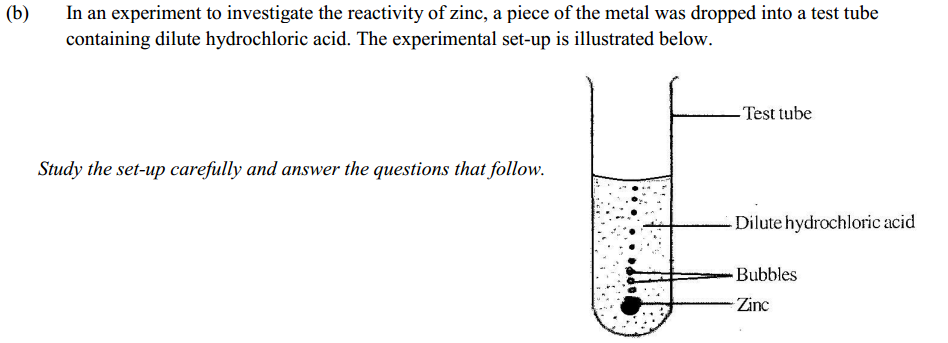 (b) In an experiment to investigate the reactivity of zinc, a piece of the metal was dropped into a test tube
containing dilute hydrochloric acid. The experimental set-up is illustrated below.
Test tube
Study the set-up carefully and answer the questions that follow.
Dilute hydrochloric acid
Bubbles
Zinc